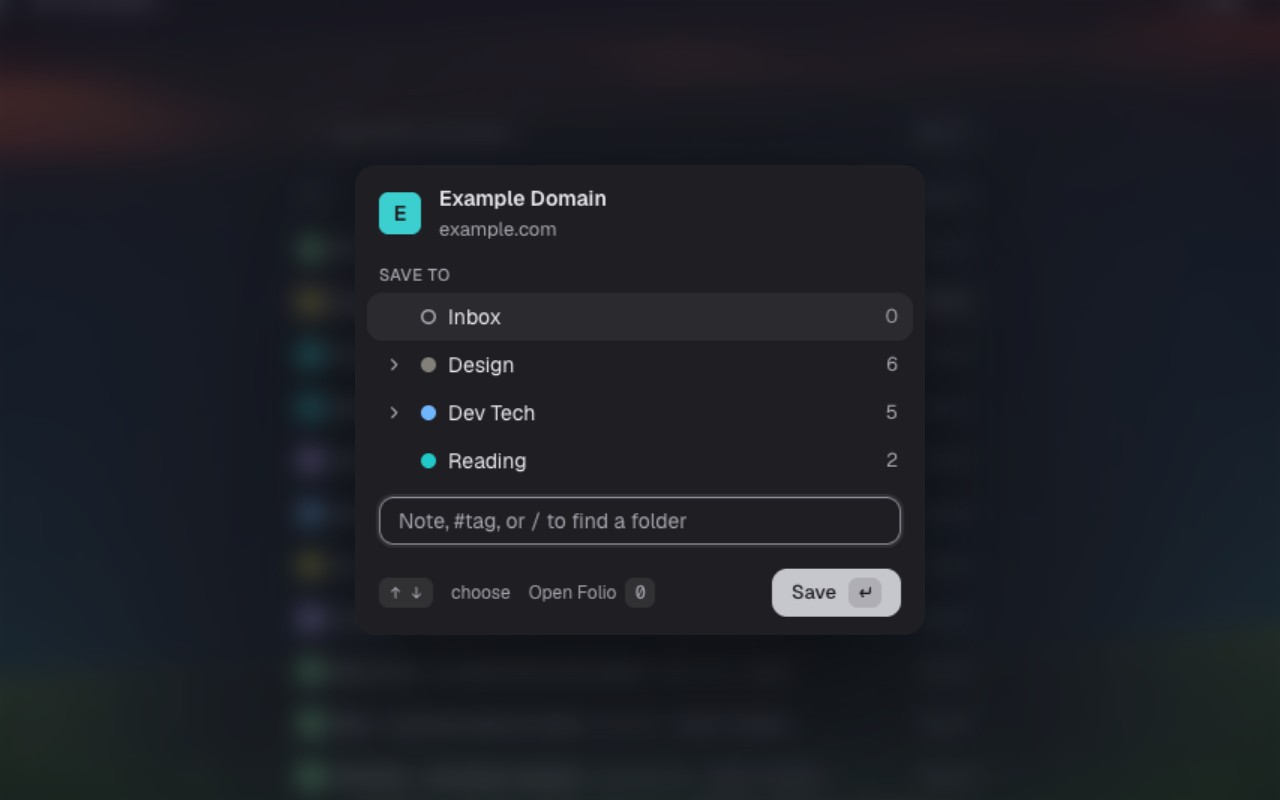 E
Example Domain
example.com
SAVE TO
Inbox 0
Design 6
Dev Tech 5
Reading 2
Note, #tag, or / to find a folder
↑ ↓ choose Open Folio 0 Save ↵